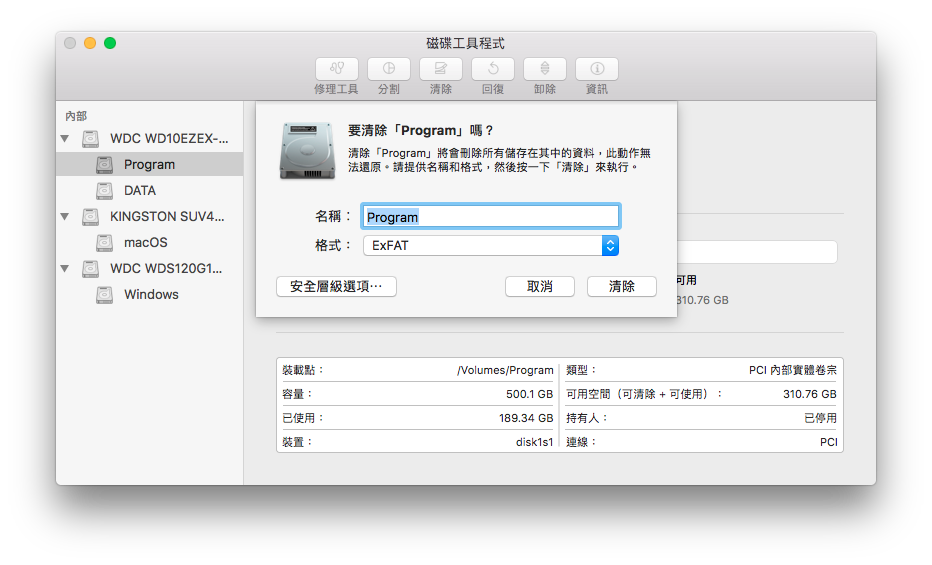 磁碟工具程式
修理工具 分割 清除 回復 卸除 資訊
內部
WDC WD10EZEX-...
Program
DATA
KINGSTON SUV4...
macOS
WDC WDS120G1...
Windows
要清除「Program」嗎？
清除「Program」將會刪除所有儲存在其中的資料，此動作無
法還原。請提供名稱和格式，然後按一下「清除」來執行。
名稱： Program
格式： ExFAT
安全層級選項⋯ 取消 清除
可用
310.76 GB
裝載點： /Volumes/Program 類型： PCI 內部實體卷宗
容量： 500.1 GB 可用空間（可清除 + 可使用）： 310.76 GB
已使用： 189.34 GB 持有人： 已停用
裝置： disk1s1 連線： PCI